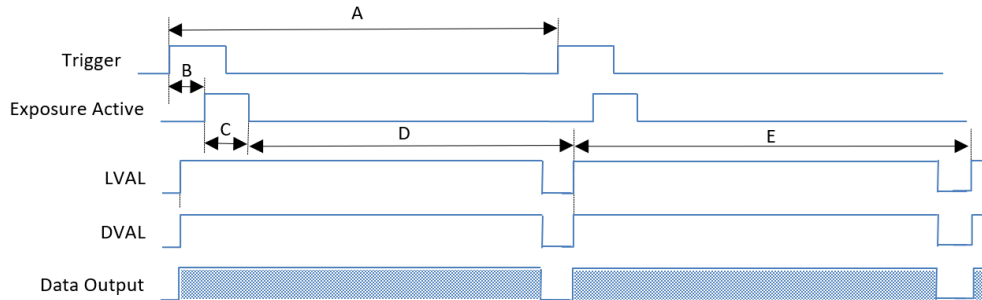 A
Trigger
B
Exposure Active
C
D
E
LVAL
DVAL
Data Output